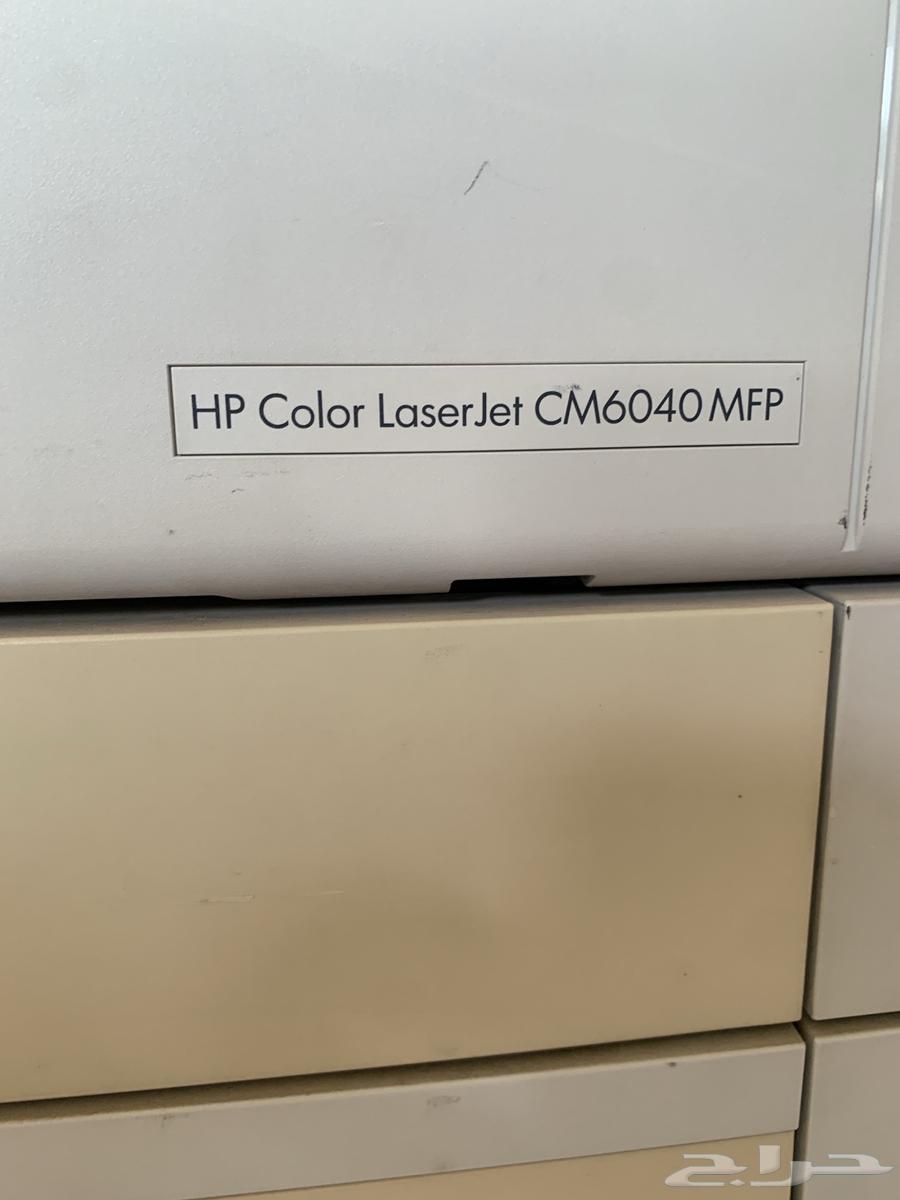 HP Color LaserJet CM6040 MFP
حراج